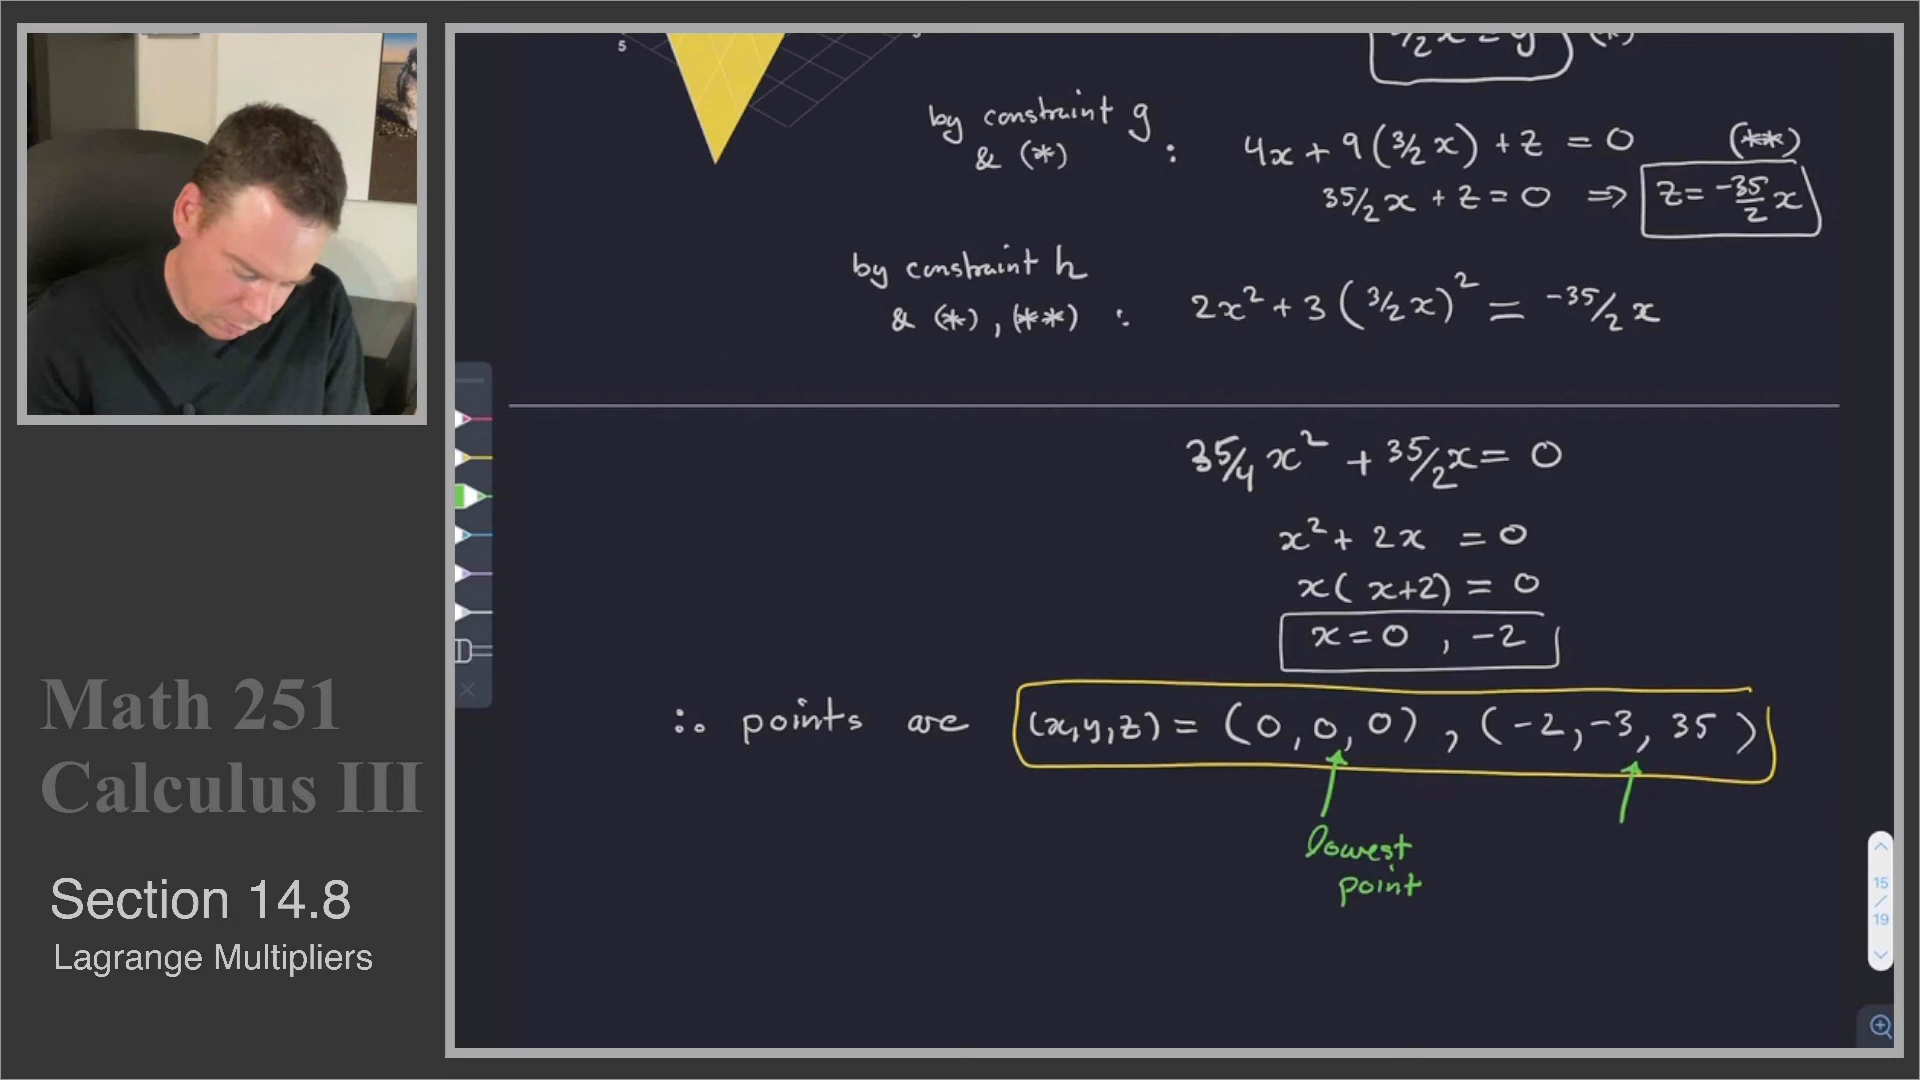 5
by constraint g
& (*) :
4x + 9(3/2 x) + z = 0 (**)
35/2 x + z = 0 ⇒ z = -35/2 x
by constraint h
& (*), (**) :
2x² + 3(3/2 x)² = -35/2 x
35/4 x² + 35/2 x = 0
x² + 2x = 0
x(x+2) = 0
x = 0, -2
∴ points are (x,y,z) = (0,0,0), (-2,-3,35)
lowest
point
Math 251
Calculus III
Section 14.8
Lagrange Multipliers
15
/
19